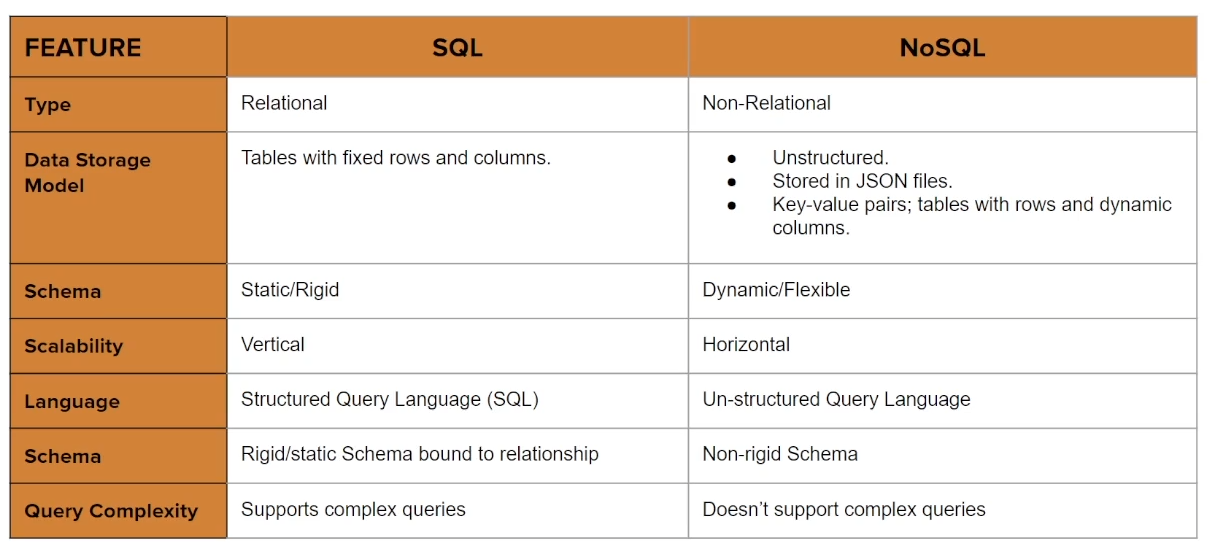 FEATURE SQL NoSQL
Type Relational Non-Relational
Data Storage Model Tables with fixed rows and columns. ● Unstructured.
● Stored in JSON files.
● Key-value pairs; tables with rows and dynamic
columns.
Schema Static/Rigid Dynamic/Flexible
Scalability Vertical Horizontal
Language Structured Query Language (SQL) Un-structured Query Language
Schema Rigid/static Schema bound to relationship Non-rigid Schema
Query Complexity Supports complex queries Doesn’t support complex queries